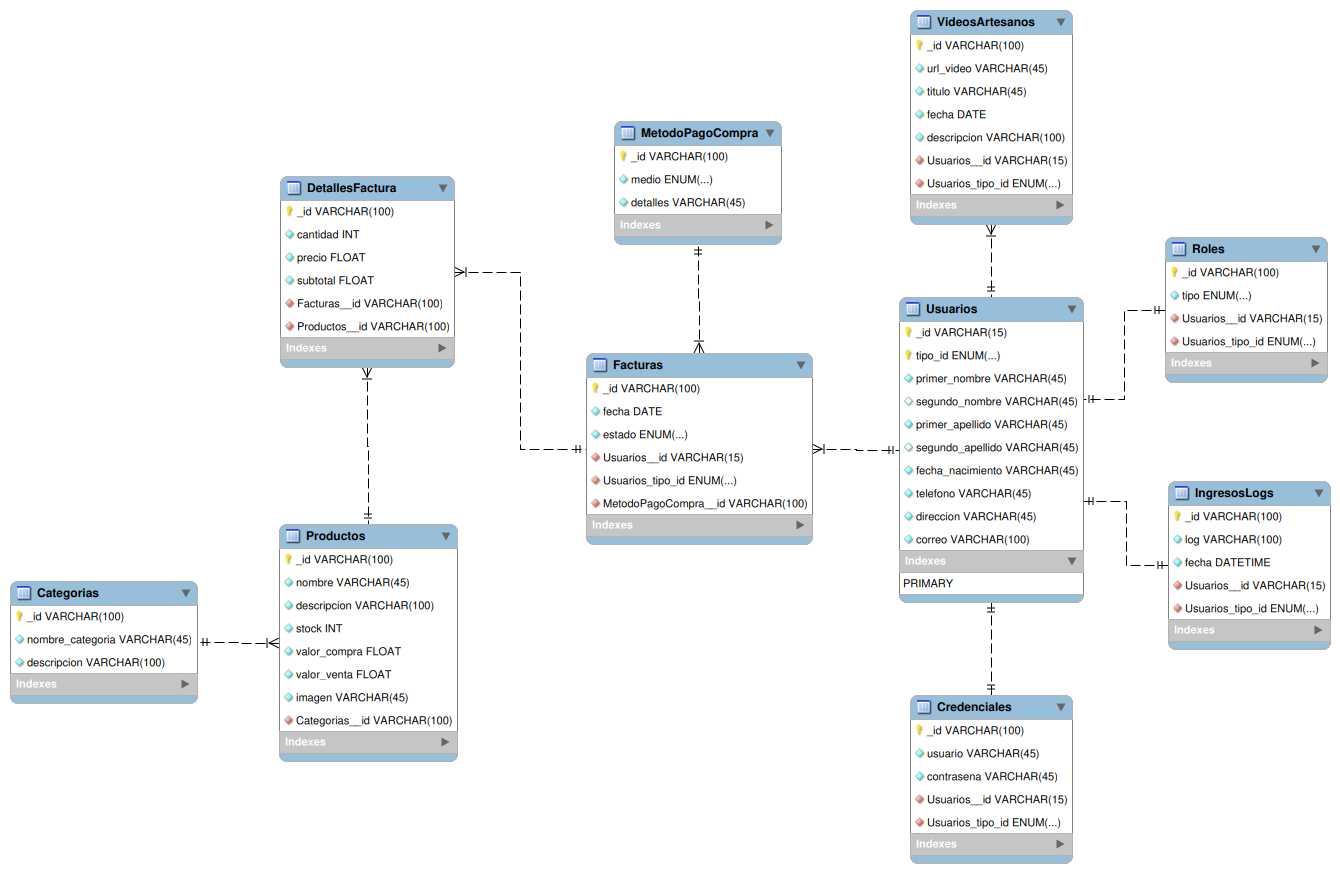 VideosArtesanos
_id VARCHAR(100)
url_video VARCHAR(45)
titulo VARCHAR(45)
fecha DATE
descripcion VARCHAR(100)
Usuarios__id VARCHAR(15)
Usuarios_tipo_id ENUM(...)
Indexes
MetodoPagoCompra
_id VARCHAR(100)
medio ENUM(...)
detalles VARCHAR(45)
Indexes
DetallesFactura
_id VARCHAR(100)
cantidad INT
precio FLOAT
subtotal FLOAT
Facturas__id VARCHAR(100)
Productos__id VARCHAR(100)
Indexes
Roles
_id VARCHAR(100)
tipo ENUM(...)
Usuarios__id VARCHAR(15)
Usuarios_tipo_id ENUM(...)
Indexes
Usuarios
_id VARCHAR(15)
tipo_id ENUM(...)
primer_nombre VARCHAR(45)
segundo_nombre VARCHAR(45)
primer_apellido VARCHAR(45)
segundo_apellido VARCHAR(45)
fecha_nacimiento VARCHAR(45)
telefono VARCHAR(45)
direccion VARCHAR(45)
correo VARCHAR(100)
Indexes
PRIMARY
Facturas
_id VARCHAR(100)
fecha DATE
estado ENUM(...)
Usuarios__id VARCHAR(15)
Usuarios_tipo_id ENUM(...)
MetodoPagoCompra__id VARCHAR(100)
Indexes
IngresosLogs
_id VARCHAR(100)
log VARCHAR(100)
fecha DATETIME
Usuarios__id VARCHAR(15)
Usuarios_tipo_id ENUM(...)
Indexes
Productos
_id VARCHAR(100)
nombre VARCHAR(45)
descripcion VARCHAR(100)
stock INT
valor_compra FLOAT
valor_venta FLOAT
imagen VARCHAR(45)
Categorias__id VARCHAR(100)
Indexes
Categorias
_id VARCHAR(100)
nombre_categoria VARCHAR(45)
descripcion VARCHAR(100)
Indexes
Credenciales
_id VARCHAR(100)
usuario VARCHAR(45)
contrasena VARCHAR(45)
Usuarios__id VARCHAR(15)
Usuarios_tipo_id ENUM(...)
Indexes